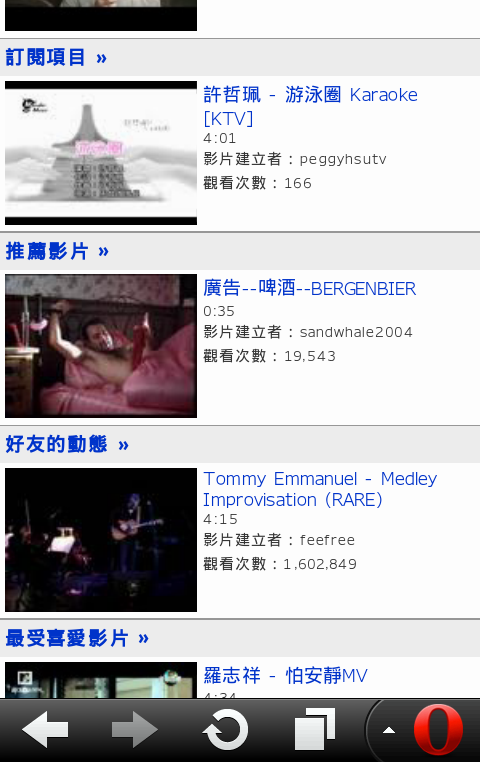 訂閱項目 »
許哲珮 - 游泳圈 Karaoke
[KTV]
4:01
影片建立者：peggyhsutv
觀看次數：166
推薦影片 »
廣告--啤酒--BERGENBIER
0:35
影片建立者：sandwhale2004
觀看次數：19,543
好友的動態 »
Tommy Emmanuel - Medley
Improvisation (RARE)
4:15
影片建立者：feefree
觀看次數：1,602,849
最受喜愛影片 »
羅志祥 - 怕安靜MV
4:34